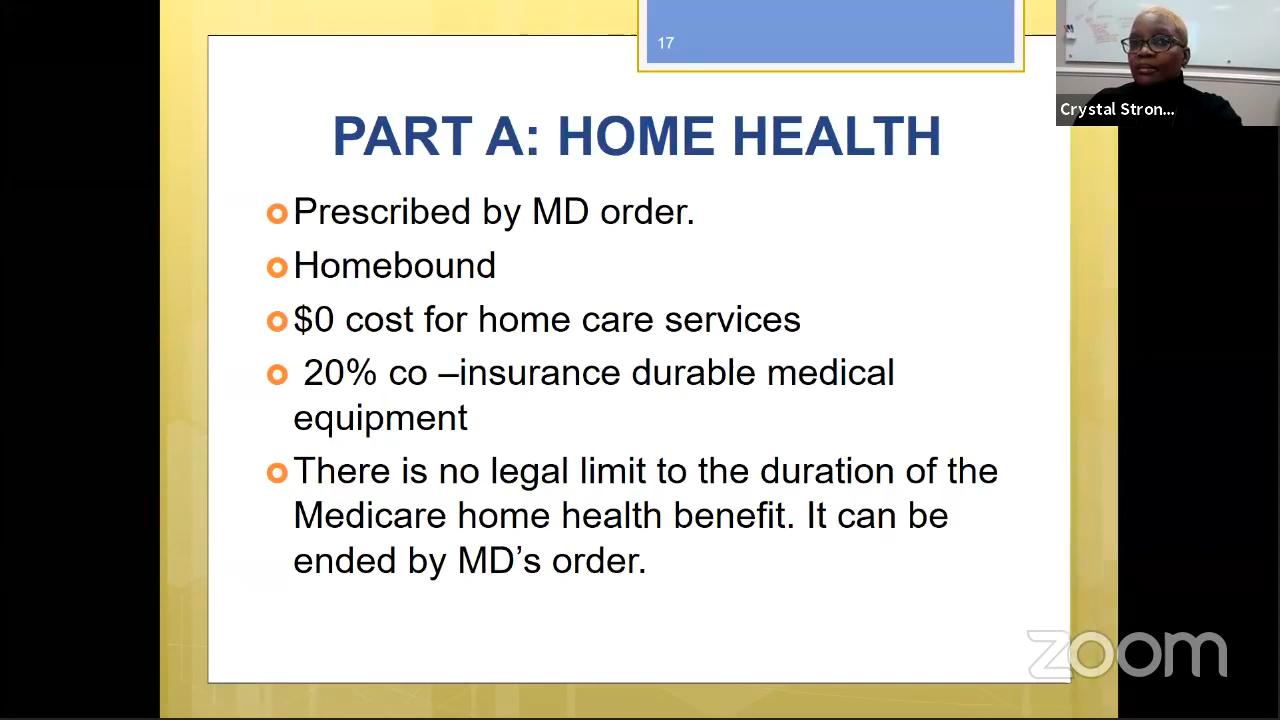 17
Crystal Stron...
PART A: HOME HEALTH
Prescribed by MD order.
Homebound
$0 cost for home care services
20% co –insurance durable medical
equipment
There is no legal limit to the duration of the
Medicare home health benefit. It can be
ended by MD’s order.
zoom